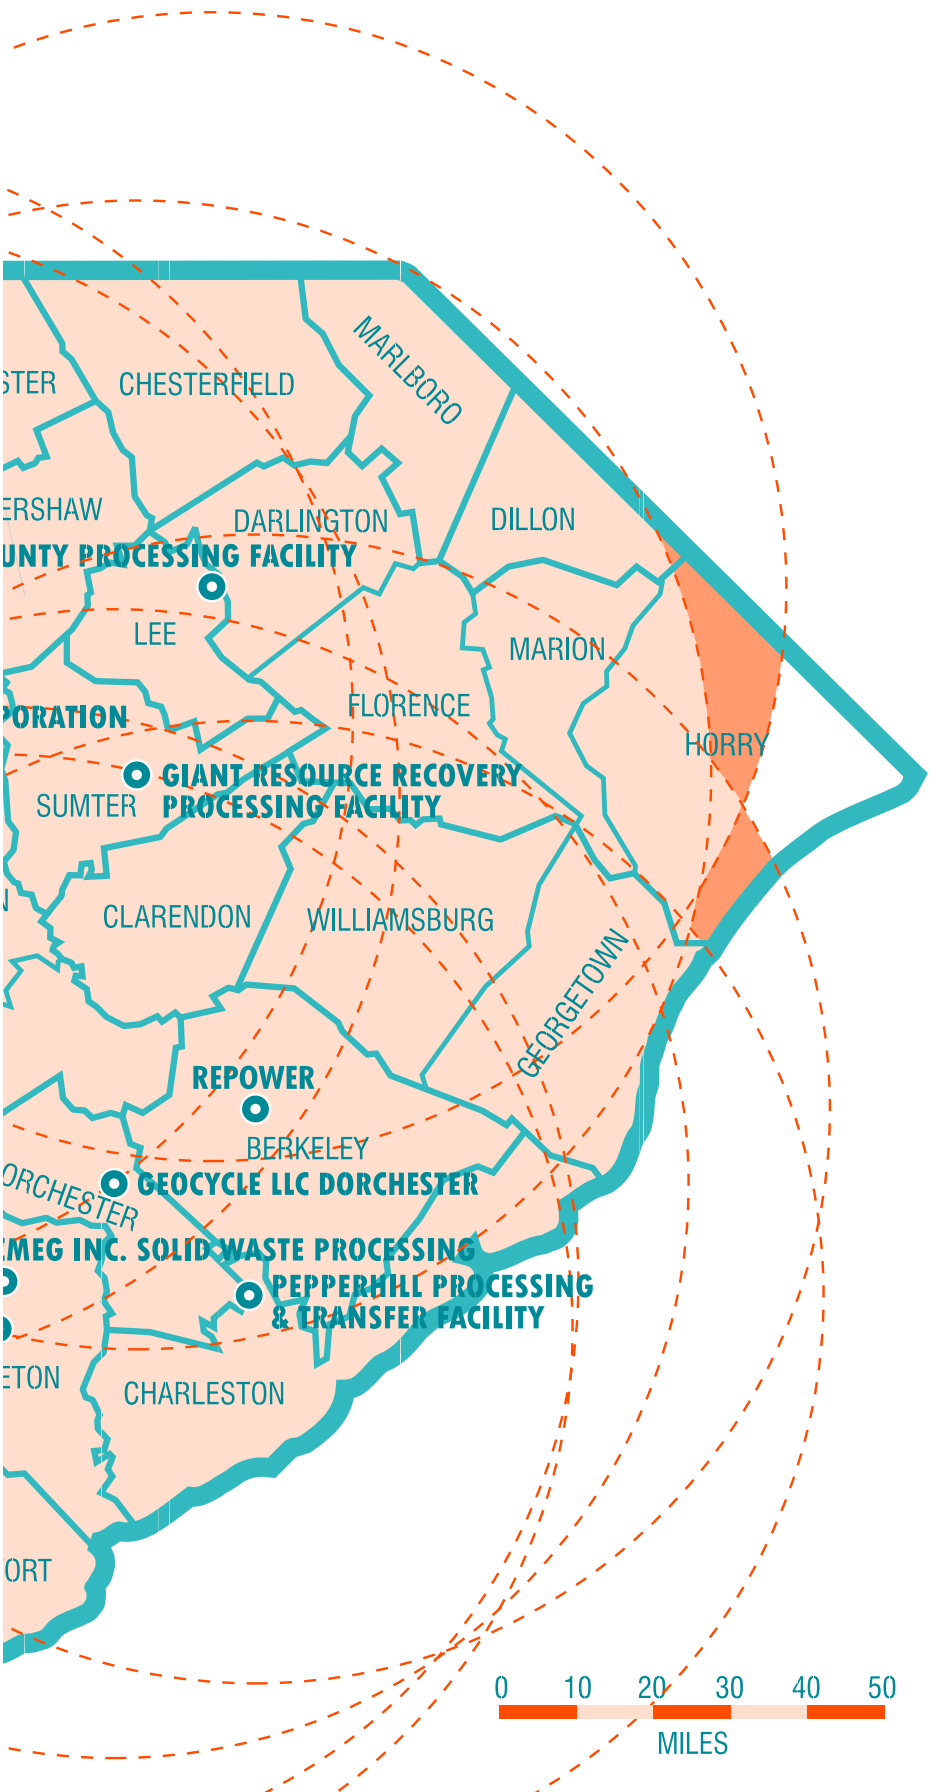 MARLBORO
STER
CHESTERFIELD
ERSHAW
DARLINGTON
DILLON
UNTY PROCESSING FACILITY
LEE
MARION
FLORENCE
PORATION
HORRY
GIANT RESOURCE RECOVERY
PROCESSING FACILITY
SUMTER
N
CLARENDON
WILLIAMSBURG
GEORGETOWN
REPOWER
BERKELEY
GEOCYCLE LLC DORCHESTER
ORCHESTER
EMEG INC. SOLID WASTE PROCESSING
PEPPERHILL PROCESSING
& TRANSFER FACILITY
ETON
CHARLESTON
ORT
0 10 20 30 40 50
MILES